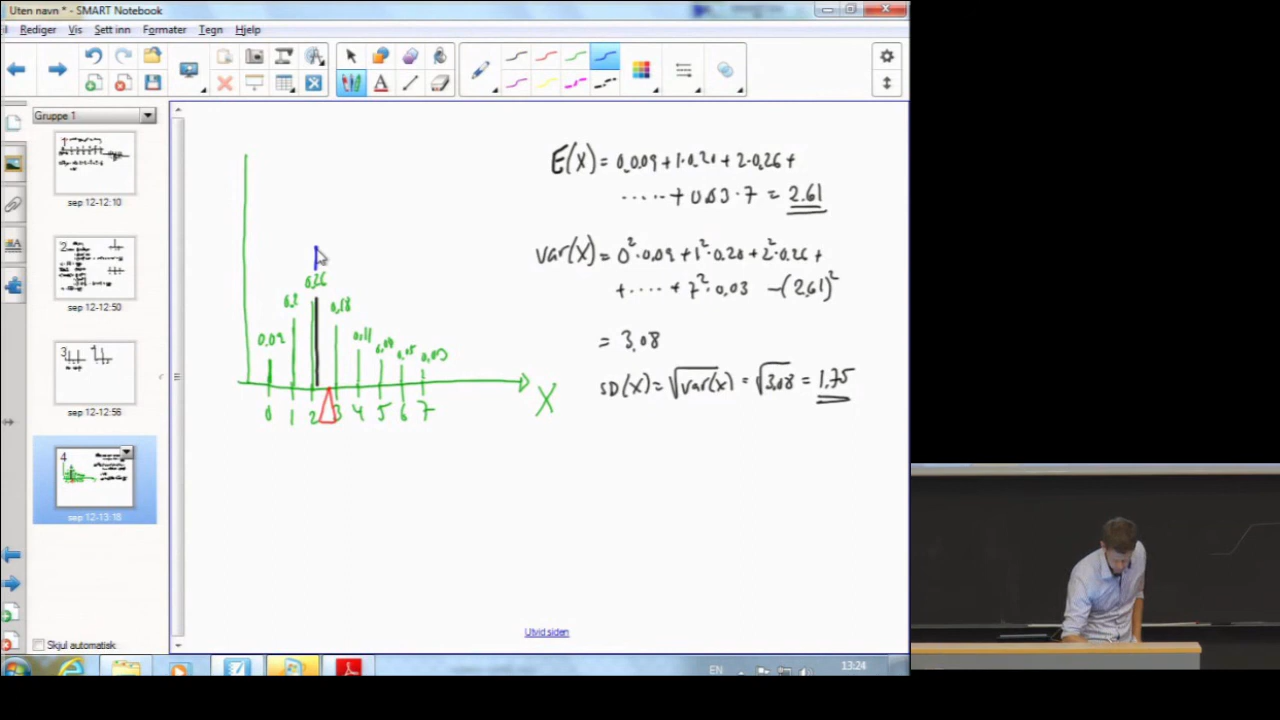 Uten navn * - SMART Notebook
Rediger Vis Sett inn Formater Tegn Hjelp
Gruppe 1
sep 12-12:10
2
sep 12-12:50
3
sep 12-12:56
4
sep 12-13:18
Skjul automatisk
E(X) = 0·0.09 + 1·0.20 + 2·0.26 +
..... + 0.03·7 = 2.61
var(X) = 0²·0.09 + 1²·0.20 + 2²·0.26 +
+ .... + 7²·0.03 - (2.61)²
= 3.08
SD(X) = √var(x) = √3.08 = 1.75
0.26
0.2 0.18
0.09 0.11 0.05 0.03
0 1 2 3 4 5 6 7 X
Utvid siden
EN 13:24